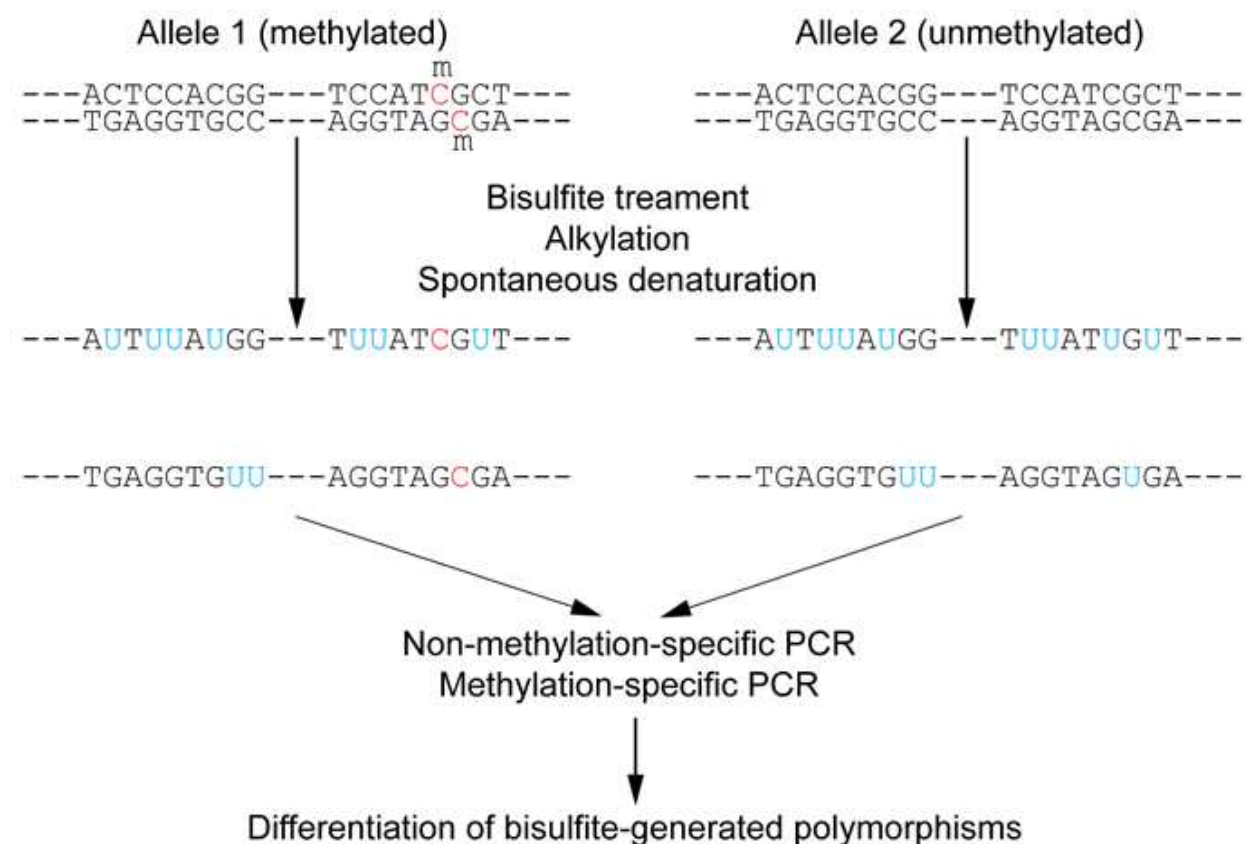 Allele 1 (methylated) Allele 2 (unmethylated)
m
---ACTCCACGG---TCCATCGCT--- ---ACTCCACGG---TCCATCGCT---
---TGAGGTGCC---AGGTAGCGA--- ---TGAGGTGCC---AGGTAGCGA---
m
Bisulfite treament
Alkylation
Spontaneous denaturation
---AUTUUAUGG---TUUATCGUT--- ---AUTUUAUGG---TUUATUGUT---
---TGAGGTGUU---AGGTAGCGA--- ---TGAGGTGUU---AGGTAGUGA---
Non-methylation-specific PCR
Methylation-specific PCR
Differentiation of bisulfite-generated polymorphisms